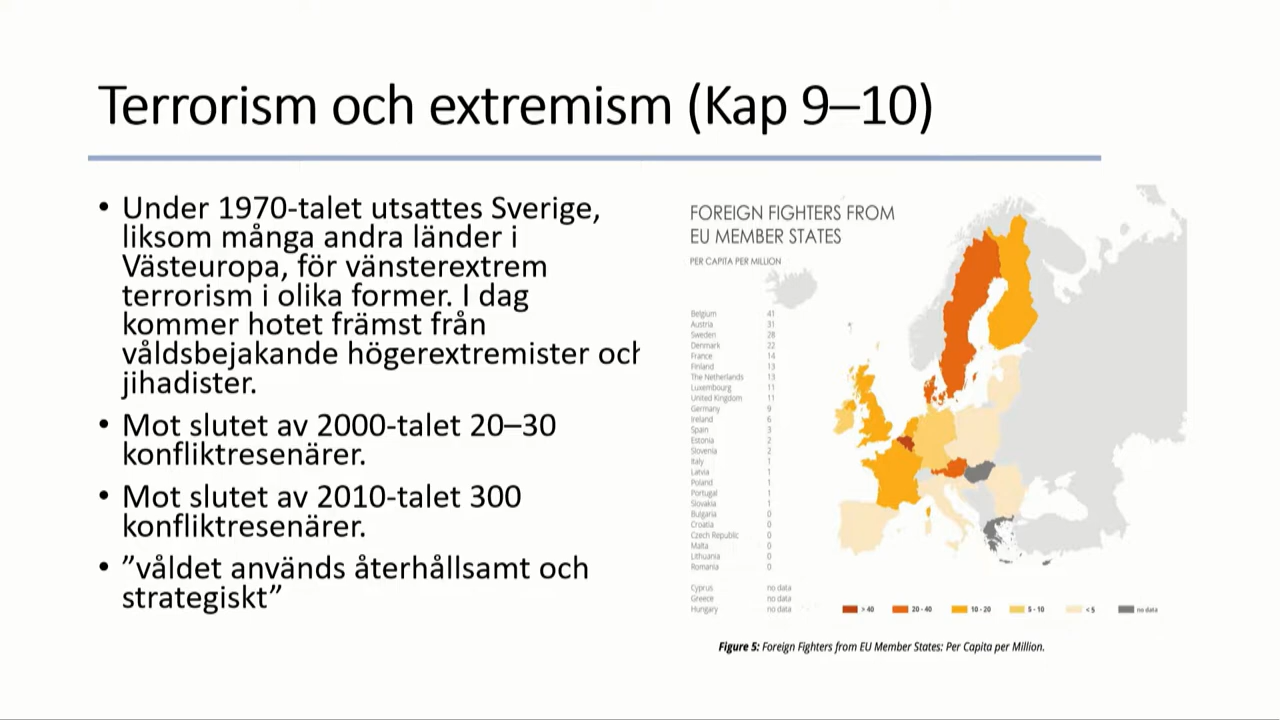 Terrorism och extremism (Kap 9–10)
• Under 1970-talet utsattes Sverige,
liksom många andra länder i
Västeuropa, för vänsterextrem
terrorism i olika former. I dag
kommer hotet främst från
våldsbejakande högerextremister och
jihadister.
• Mot slutet av 2000-talet 20–30
konfliktresenärer.
• Mot slutet av 2010-talet 300
konfliktresenärer.
• ”våldet används återhållsamt och
strategiskt”
FOREIGN FIGHTERS FROM
EU MEMBER STATES
PER CAPITA PER MILLION
Belgium 41
Austria 31
Sweden 28
Denmark 22
France 14
Finland 13
The Netherlands 13
Luxembourg 11
United Kingdom 11
Germany 9
Ireland 6
Spain 3
Estonia 2
Slovenia 2
Italy 1
Latvia 1
Poland 1
Portugal 1
Slovakia 1
Bulgaria 0
Croatia 0
Czech Republic 0
Malta 0
Lithuania 0
Romania 0
Cyprus no data
Greece no data
Hungary no data
> 40 20 - 40 10 - 20 5 - 10 < 5 no data
Figure 5: Foreign Fighters from EU Member States: Per Capita per Million.